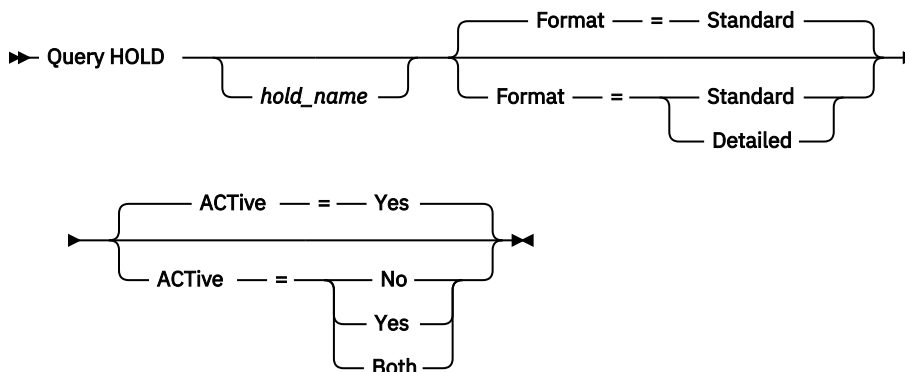 Format = Standard
Query HOLD
hold_name
Format = Standard
Detailed
ACTive = Yes
ACTive = No
Yes
Both